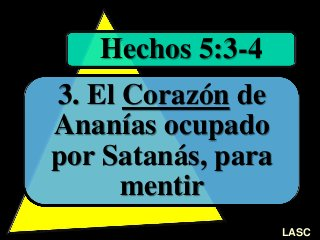 Hechos 5:3-4
3. El Corazón de
Ananías ocupado
por Satanás, para
mentir
LASC